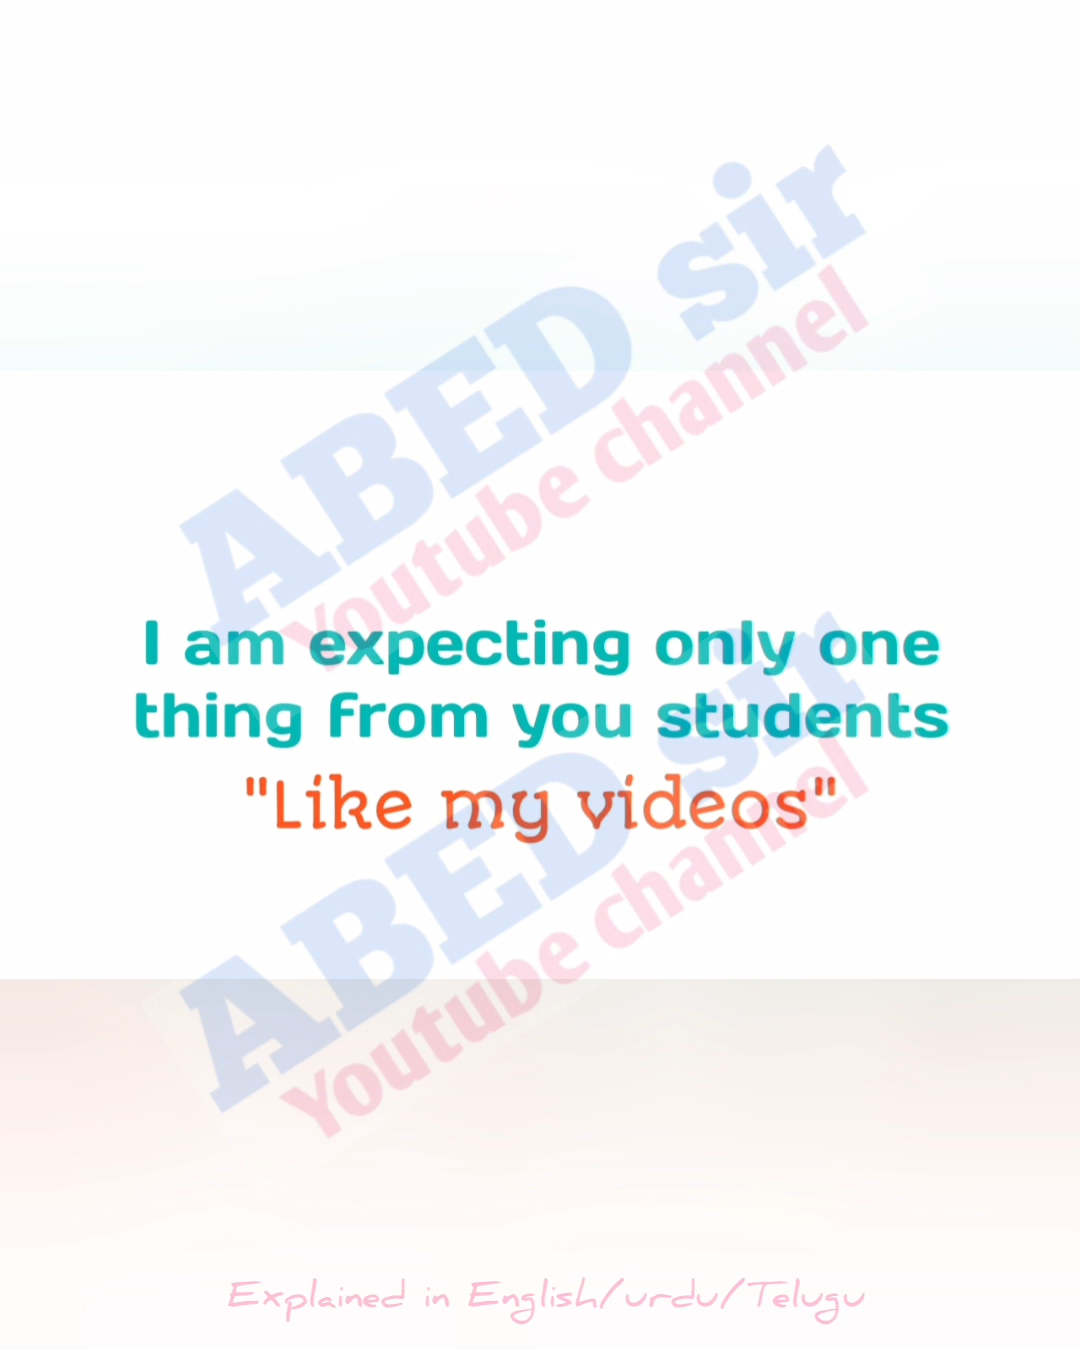 ABED sir
Youtube channel
I am expecting only one
thing from you students
"Like my videos"
ABED sir
Youtube channel
Explained in English/urdu/Telugu